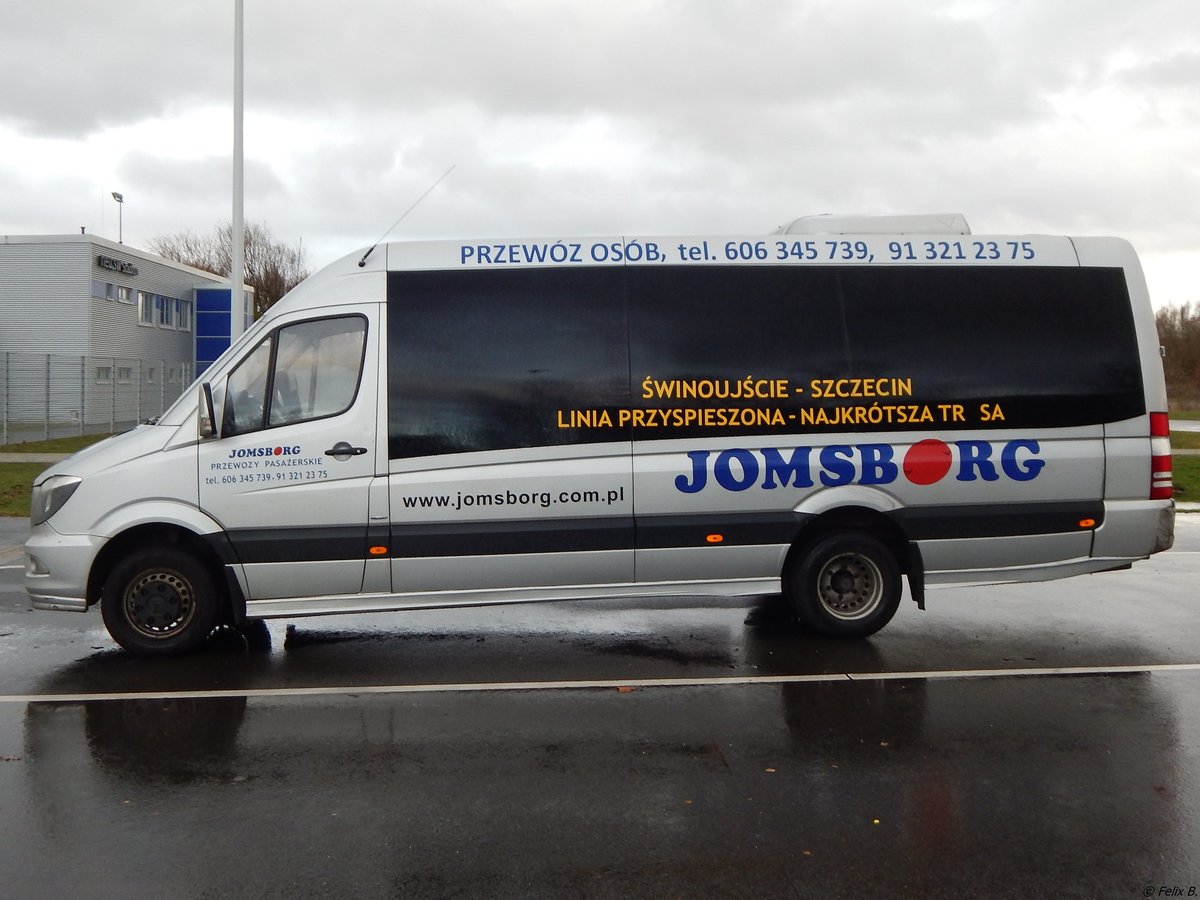 PRZEWÓZ OSÓB, tel. 606 345 739, 91 321 23 75
ŚWINOUJŚCIE - SZCZECIN
LINIA PRZYSPIESZONA - NAJKRÓTSZA TR SA
JOMSBORG
JOMSBORG
PRZEWOZY PASAŻERSKIE
tel. 606 345 739 · 91 321 23 75
www.jomsborg.com.pl
© Felix B.